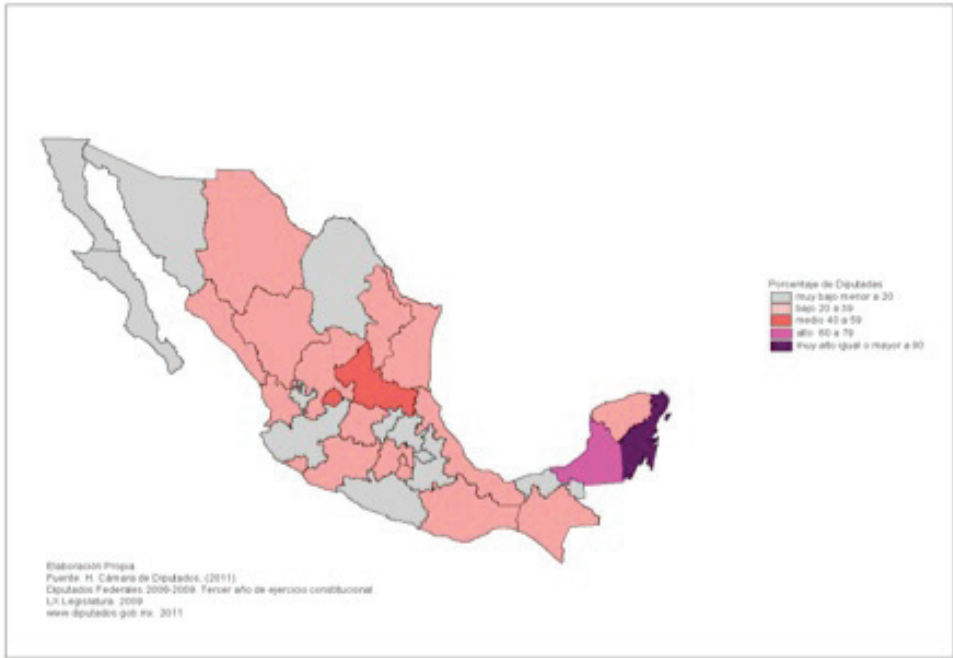 Porcentaje de Diputadas
muy bajo menor a 20
bajo 20 a 39
medio 40 a 59
alto 60 a 79
muy alto igual o mayor a 80
Elaboración Propia
Fuente: H. Cámara de Diputados, (2011).
Diputados Federales 2006-2009. Tercer año de ejercicio constitucional.
LX Legislatura. 2009
www.diputados.gob.mx. 2011